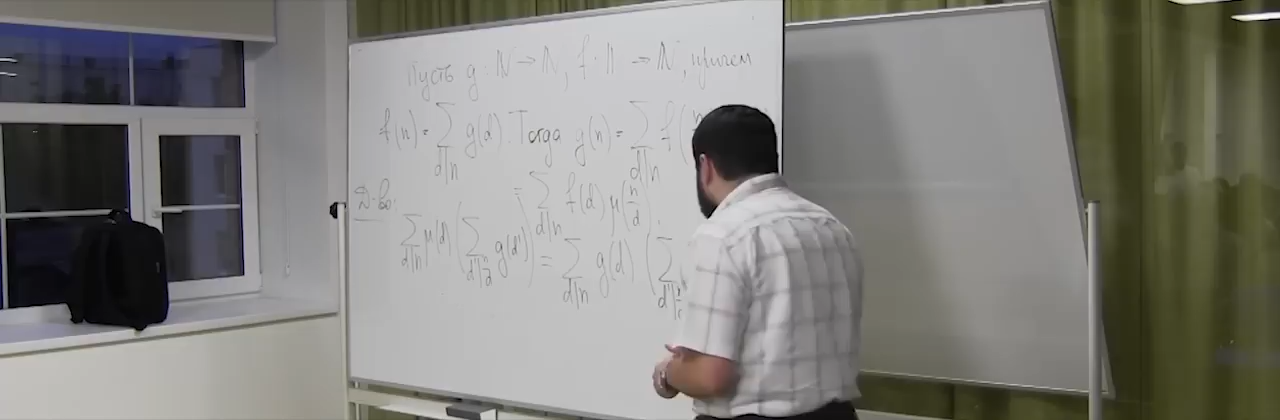 Пусть g : ℕ → ℕ, f : ℕ → ℕ, причем
f(n) = ∑_{d|n} g(d). Тогда g(n) = ∑_{d|n} f(
= ∑_{d|n} f(d) μ(n/d).
Д-во:
∑_{d|n} μ(d) (∑_{d'|n/d} g(d')) = ∑_{d|n} g(d) (∑_{d'|n/